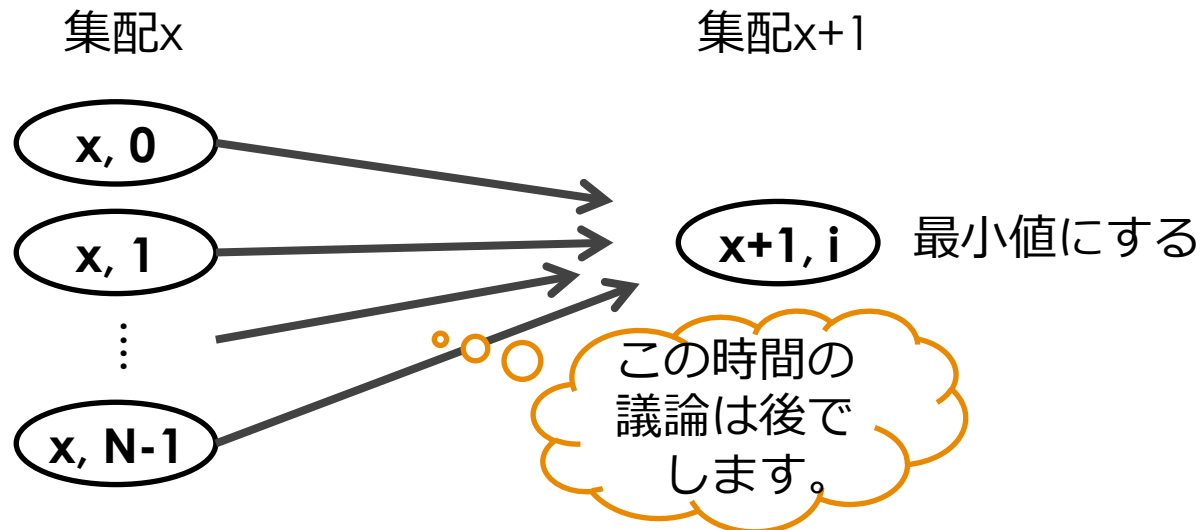 集配x
集配x+1
x, 0
x, 1
⋮
x, N-1
x+1, i
最小値にする
この時間の
議論は後で
します。